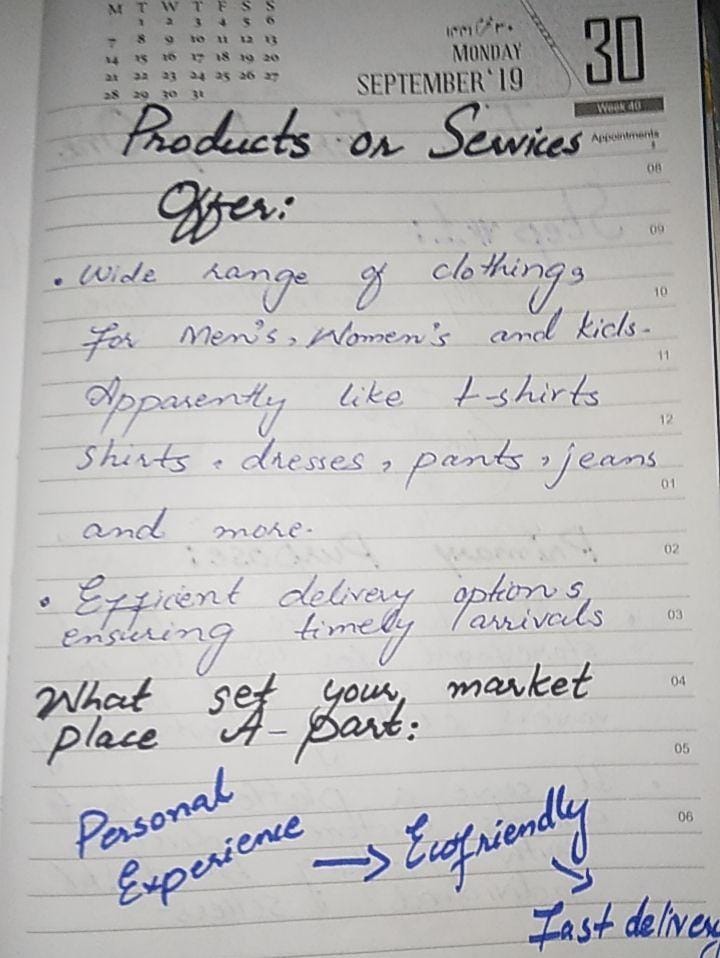 M T W T F S S
1 2 3 4 5 6
7 8 9 10 11 12 13
14 15 16 17 18 19 20
21 22 23 24 25 26 27
28 29 30 31
MONDAY
SEPTEMBER'19
30
Week 40
Appointments
Products or Services
Offer:
08
09
• Wide range of clothings
10
for Men's, Women's and kids.
11
Apparently like t-shirts
12
Shirts, dresses, pants, jeans
01
and more.
02
• Efficient delivery options,
ensuring timely arrivals
03
What set your market
04
place A-part:
05
Personal
Experience → Ecofriendly
06
Fast delivery